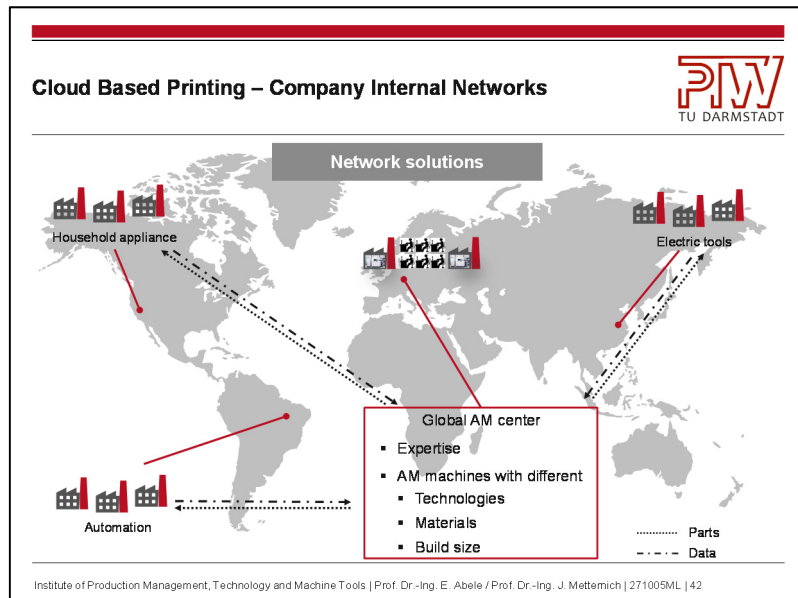 Cloud Based Printing – Company Internal Networks
PTW
TU DARMSTADT
Network solutions
Household appliance
Electric tools
Global AM center
▪ Expertise
▪ AM machines with different
▪ Technologies
▪ Materials
▪ Build size
Automation
Parts
Data
Institute of Production Management, Technology and Machine Tools | Prof. Dr.-Ing. E. Abele / Prof. Dr.-Ing. J. Metternich | 271005ML | 42